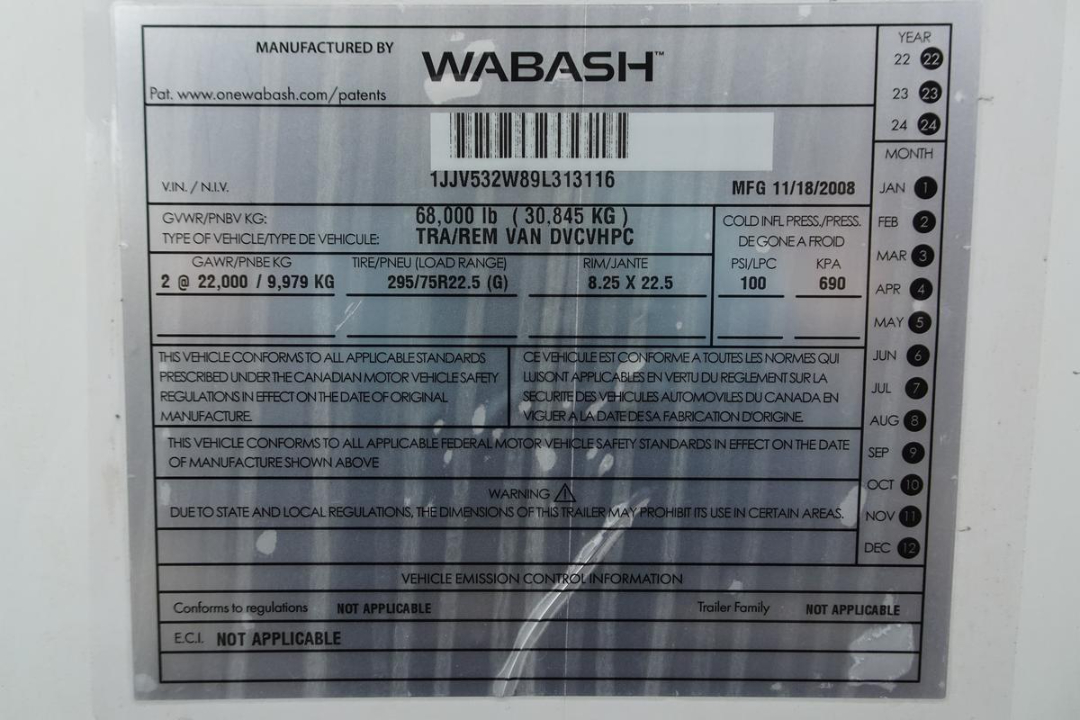 MANUFACTURED BY WABASH™
Pat. www.onewabash.com/patents
V.IN. / N.I.V. 1JJV532W89L313116 MFG 11/18/2008
GVWR/PNBV KG: 68,000 lb ( 30,845 KG )
TYPE OF VEHICLE/TYPE DE VEHICULE: TRA/REM VAN DVCVHPC
COLD INFL PRESS./PRESS.
DE GONE A FROID
GAWR/PNBE KG TIRE/PNEU (LOAD RANGE) RIM/JANTE PSI/LPC KPA
2 @ 22,000 / 9,979 KG 295/75R22.5 (G) 8.25 X 22.5 100 690
THIS VEHICLE CONFORMS TO ALL APPLICABLE STANDARDS
PRESCRIBED UNDER THE CANADIAN MOTOR VEHICLE SAFETY
REGULATIONS IN EFFECT ON THE DATE OF ORIGINAL
MANUFACTURE.
CE VEHICULE EST CONFORME A TOUTES LES NORMES QUI
LUI SONT APPLICABLES EN VERTU DU REGLEMENT SUR LA
SECURITE DES VEHICULES AUTOMOVILES DU CANADA EN
VIGUER A LA DATE DE SA FABRICATION D'ORIGINE.
THIS VEHICLE CONFORMS TO ALL APPLICABLE FEDERAL MOTOR VEHICLE SAFETY STANDARDS IN EFFECT ON THE DATE
OF MANUFACTURE SHOWN ABOVE
WARNING
DUE TO STATE AND LOCAL REGULATIONS, THE DIMENSIONS OF THIS TRAILER MAY PROHIBIT ITS USE IN CERTAIN AREAS.
VEHICLE EMISSION CONTROL INFORMATION
Conforms to regulations NOT APPLICABLE Trailer Family NOT APPLICABLE
E.C.I. NOT APPLICABLE
YEAR
22 22
23 23
24 24
MONTH
JAN 1
FEB 2
MAR 3
APR 4
MAY 5
JUN 6
JUL 7
AUG 8
SEP 9
OCT 10
NOV 11
DEC 12